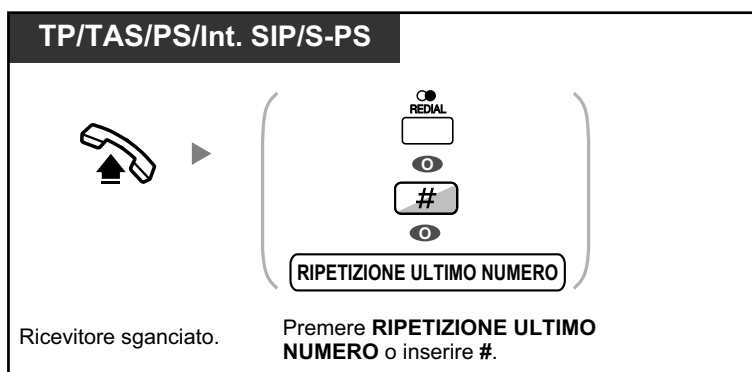 TP/TAS/PS/Int. SIP/S-PS
REDIAL
O
#
O
RIPETIZIONE ULTIMO NUMERO
Ricevitore sganciato.
Premere RIPETIZIONE ULTIMO
NUMERO o inserire #.